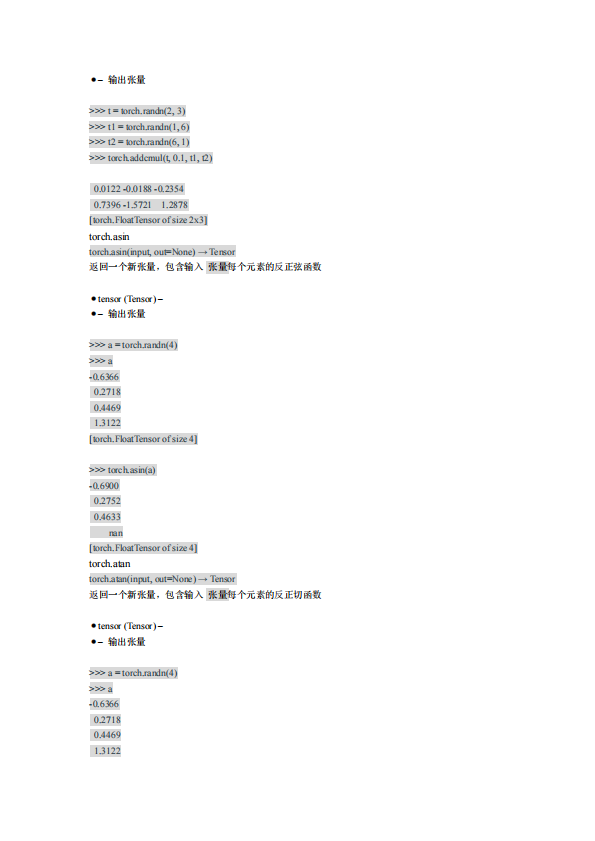 ●– 输出张量
>>> t = torch.randn(2, 3)
>>> t1 = torch.randn(1, 6)
>>> t2 = torch.randn(6, 1)
>>> torch.addcmul(t, 0.1, t1, t2)
0.0122 -0.0188 -0.2354
0.7396 -1.5721 1.2878
[torch.FloatTensor of size 2x3]
torch.asin
torch.asin(input, out=None) → Tensor
返回一个新张量，包含输入 张量每个元素的反正弦函数
●tensor (Tensor) –
●– 输出张量
>>> a = torch.randn(4)
>>> a
-0.6366
0.2718
0.4469
1.3122
[torch.FloatTensor of size 4]
>>> torch.asin(a)
-0.6900
0.2752
0.4633
nan
[torch.FloatTensor of size 4]
torch.atan
torch.atan(input, out=None) → Tensor
返回一个新张量，包含输入 张量每个元素的反正切函数
●tensor (Tensor) –
●– 输出张量
>>> a = torch.randn(4)
>>> a
-0.6366
0.2718
0.4469
1.3122